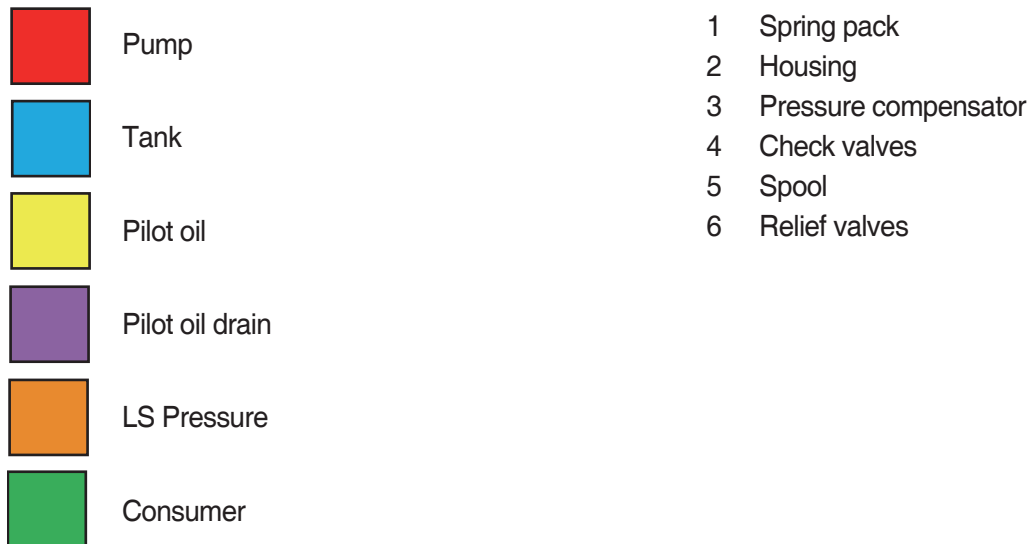 Pump
Tank
Pilot oil
Pilot oil drain
LS Pressure
Consumer
1 Spring pack
2 Housing
3 Pressure compensator
4 Check valves
5 Spool
6 Relief valves